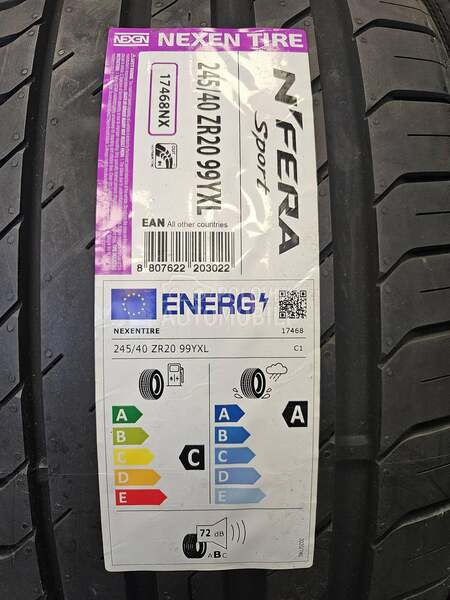 NEXEN NEXEN TIRE
N'FERA
Sport
245/40 ZR20 99YXL
17468NX
EAN All other countries
8 807622 203022
ENERG
NEXENTIRE 17468
245/40 ZR20 99YXL C1
A
B
C
D
E
C
A
B
C
D
E
A
72 dB
ABC